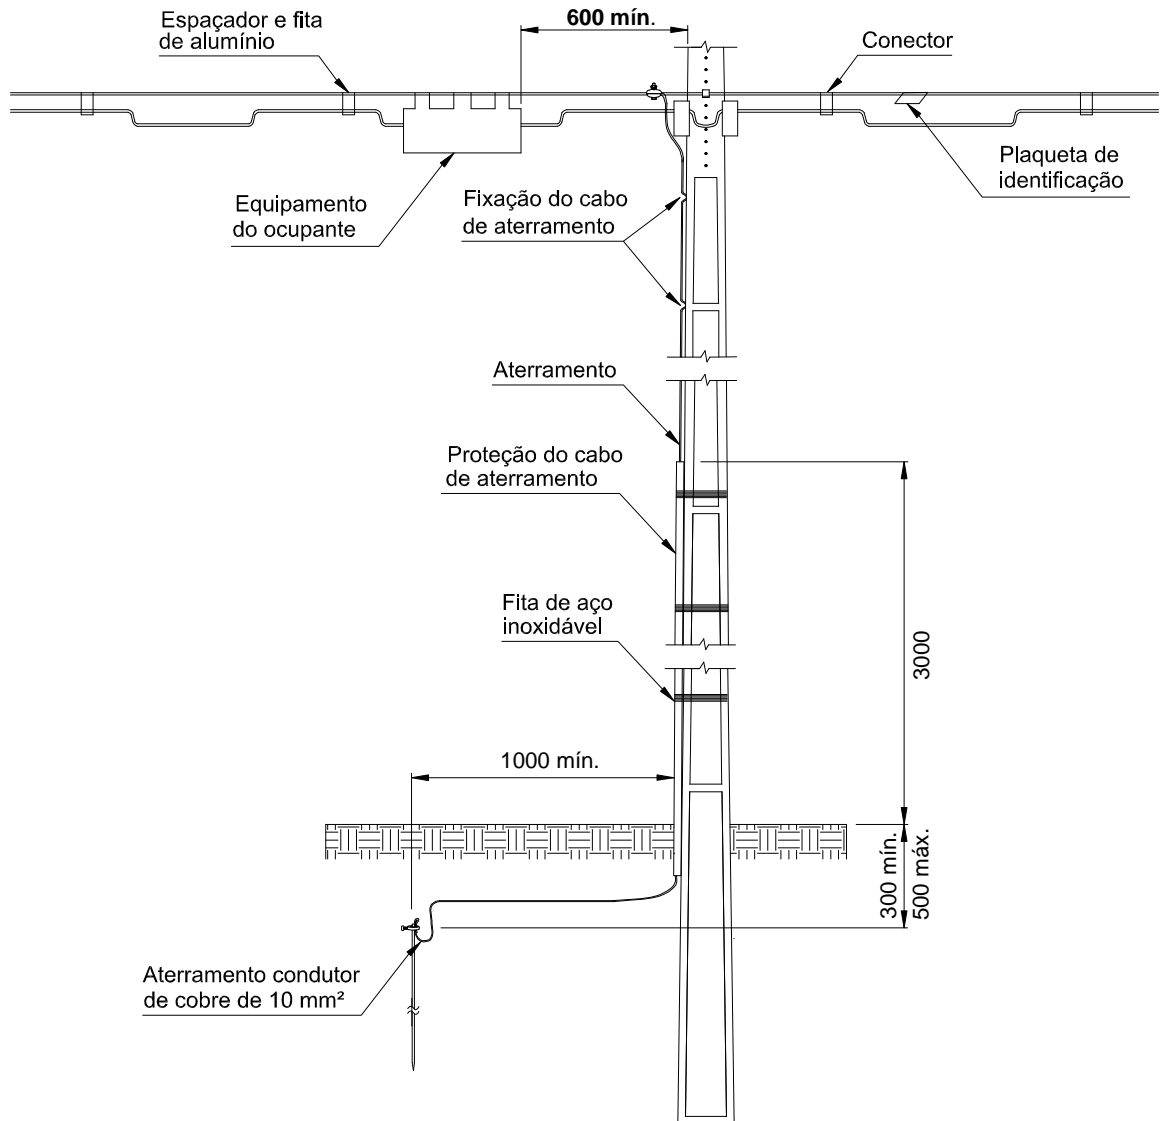 Espaçador e fita
de alumínio
600 mín.
Conector
Plaqueta de
identificação
Equipamento
do ocupante
Fixação do cabo
de aterramento
Aterramento
Proteção do cabo
de aterramento
Fita de aço
inoxidável
3000
1000 mín.
300 mín.
500 máx.
Aterramento condutor
de cobre de 10 mm²